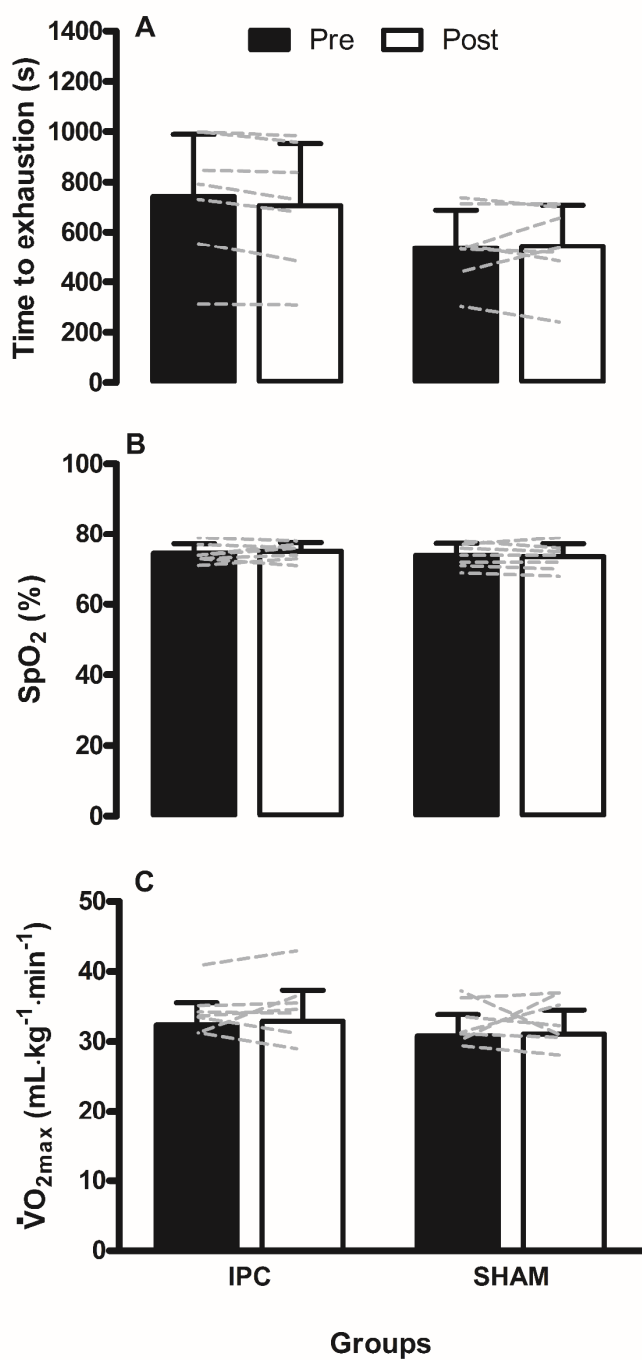 A
Pre Post
Time to exhaustion (s)
1400
1200
1000
800
600
400
200
0
B
SpO₂ (%)
100
80
60
40
20
0
C
V̇O₂max (mL·kg⁻¹·min⁻¹)
50
40
30
20
10
0
IPC SHAM
Groups